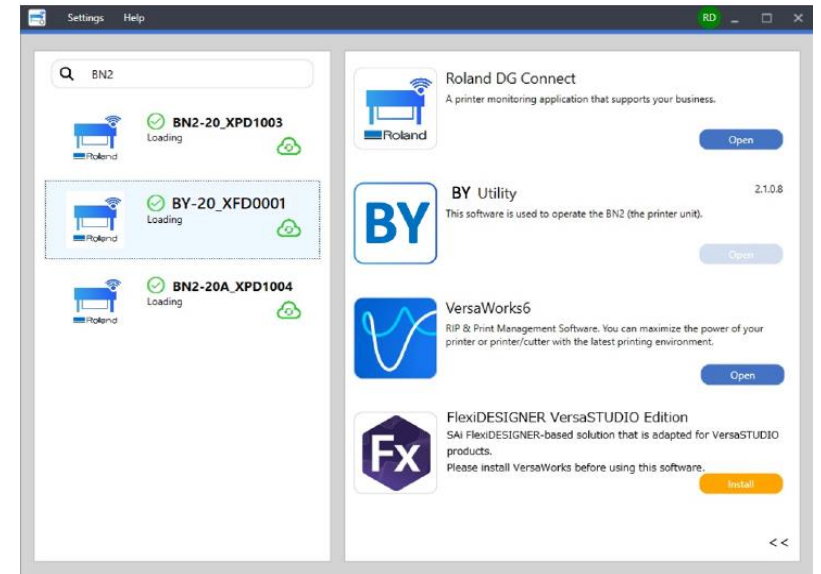 Settings Help RD
BN2
BN2-20_XPD1003
Loading
Roland
BY-20_XFD0001
Loading
Roland
BN2-20A_XPD1004
Loading
Roland
Roland DG Connect
A printer monitoring application that supports your business.
Roland
Open
BY
BY Utility 2.1.0.8
This software is used to operate the BN2 (the printer unit).
Open
VersaWorks6
RIP & Print Management Software. You can maximize the power of your
printer or printer/cutter with the latest printing environment.
Open
Fx
FlexiDESIGNER VersaSTUDIO Edition
SAi FlexiDESIGNER-based solution that is adapted for VersaSTUDIO
products.
Please install VersaWorks before using this software.
Install
<<